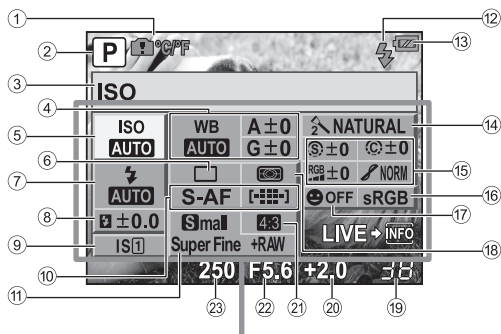 ① ② ③ ④ ⑤ ⑥ ⑦ ⑧ ⑨ ⑩ ⑪ ⑫ ⑬ ⑭ ⑮ ⑯ ⑰ ⑱ ⑲ ⑳ ㉑ ㉒ ㉓
P °C/°F
ISO
ISO AUTO
WB AUTO
A±0
G±0
2 NATURAL
S ±0 C ±0
RGB ±0 NORM
AUTO
S-AF
OFF sRGB
±0.0
Small 4:3
LIVE INFO
IS1
Super Fine +RAW
250 F5.6 +2.0 38